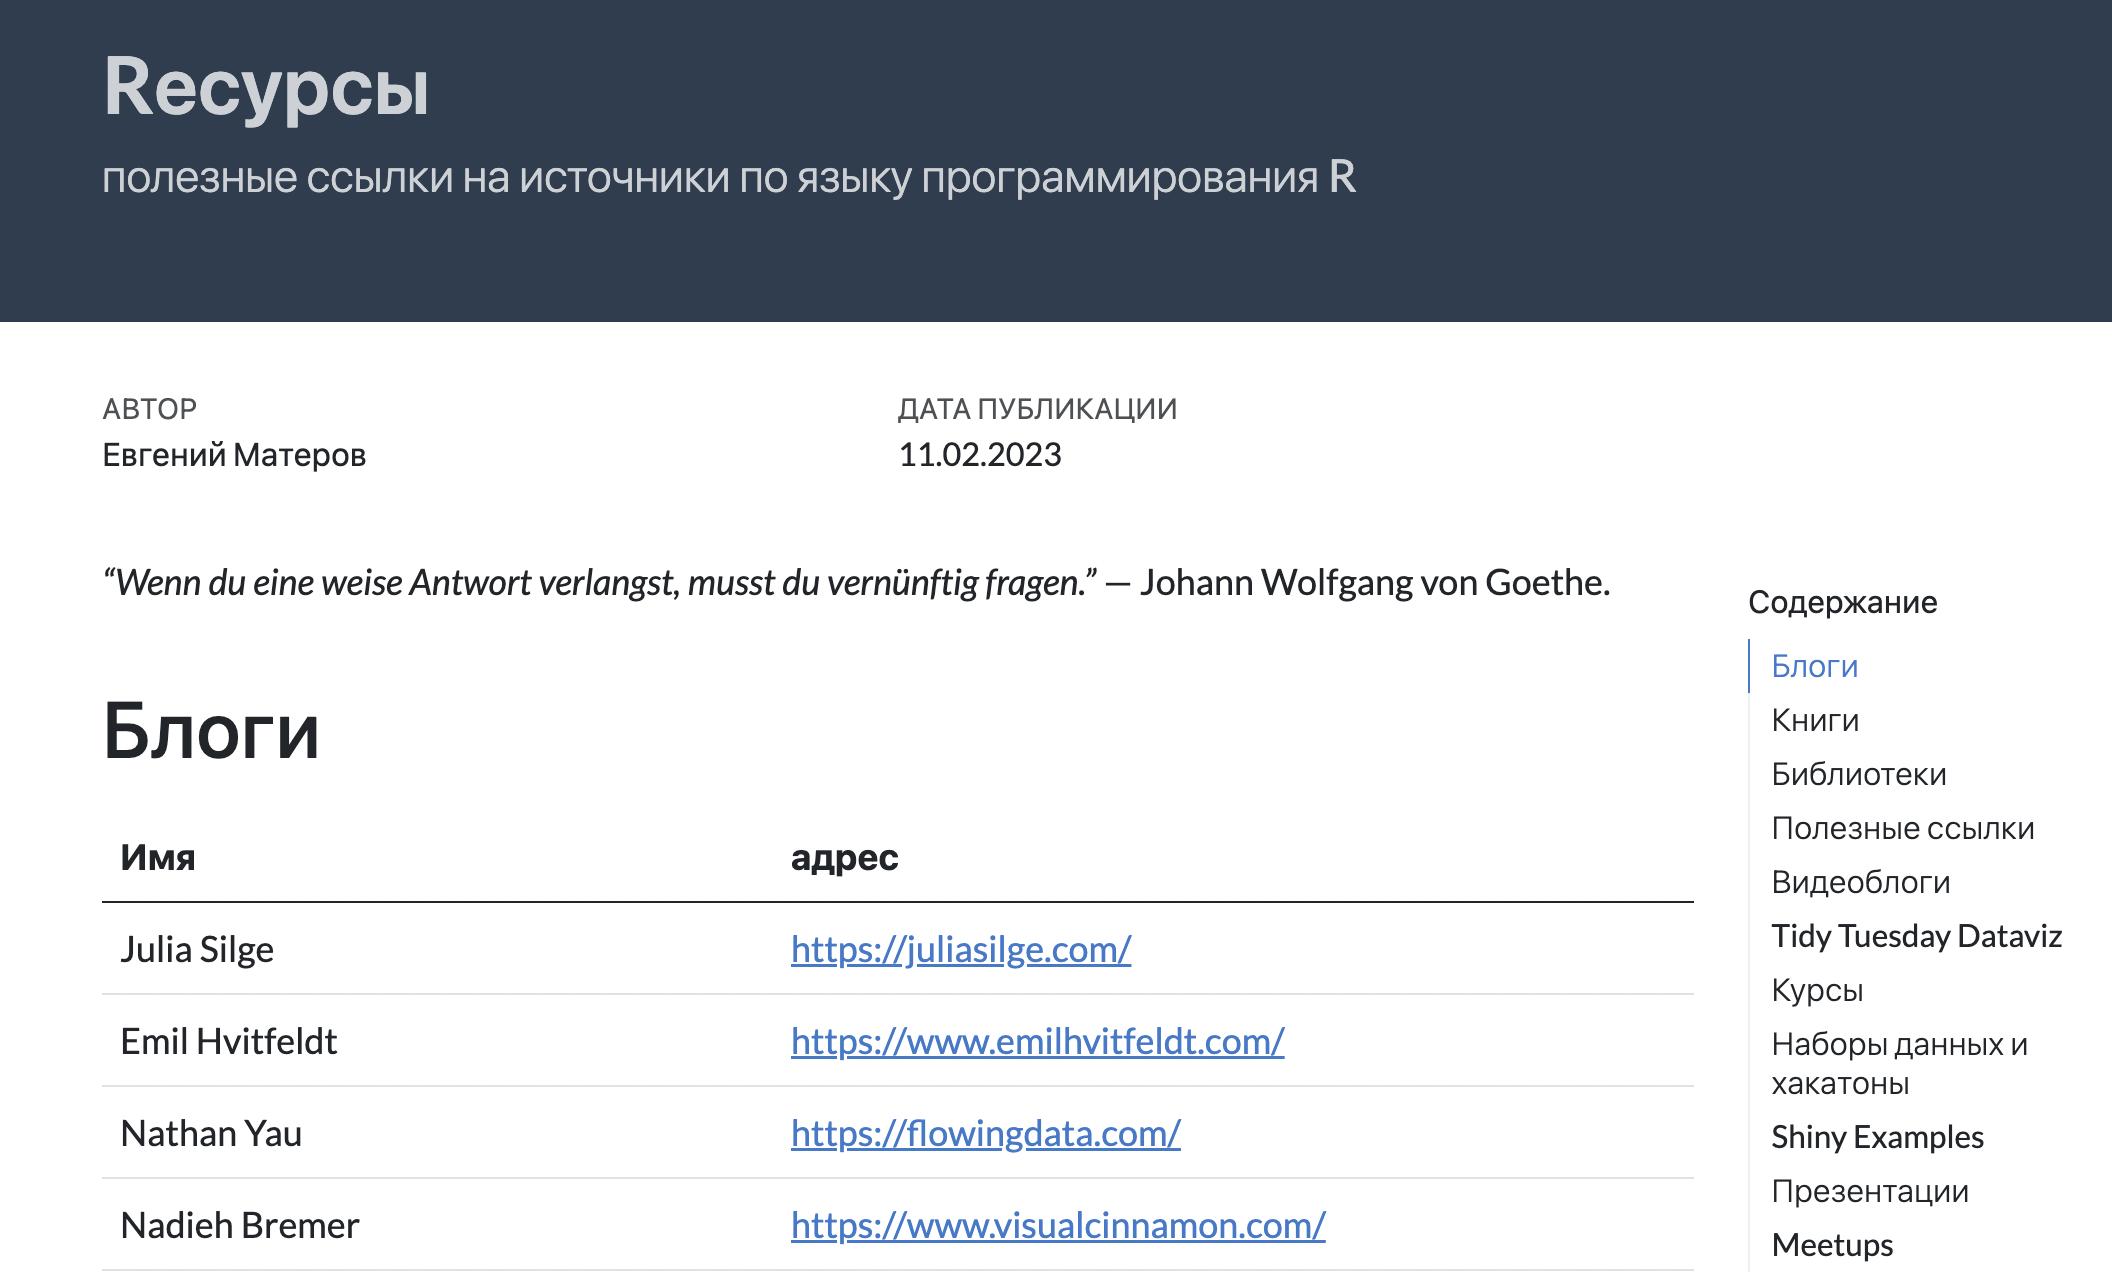 Rесурсы
полезные ссылки на источники по языку программирования R
АВТОР
Евгений Матеров
ДАТА ПУБЛИКАЦИИ
11.02.2023
“Wenn du eine weise Antwort verlangst, musst du vernünftig fragen.” — Johann Wolfgang von Goethe.
Блоги
Имя адрес
Julia Silge https://juliasilge.com/
Emil Hvitfeldt https://www.emilhvitfeldt.com/
Nathan Yau https://flowingdata.com/
Nadieh Bremer https://www.visualcinnamon.com/
Содержание
Блоги
Книги
Библиотеки
Полезные ссылки
Видеоблоги
Tidy Tuesday Dataviz
Курсы
Наборы данных и
хакатоны
Shiny Examples
Презентации
Meetups